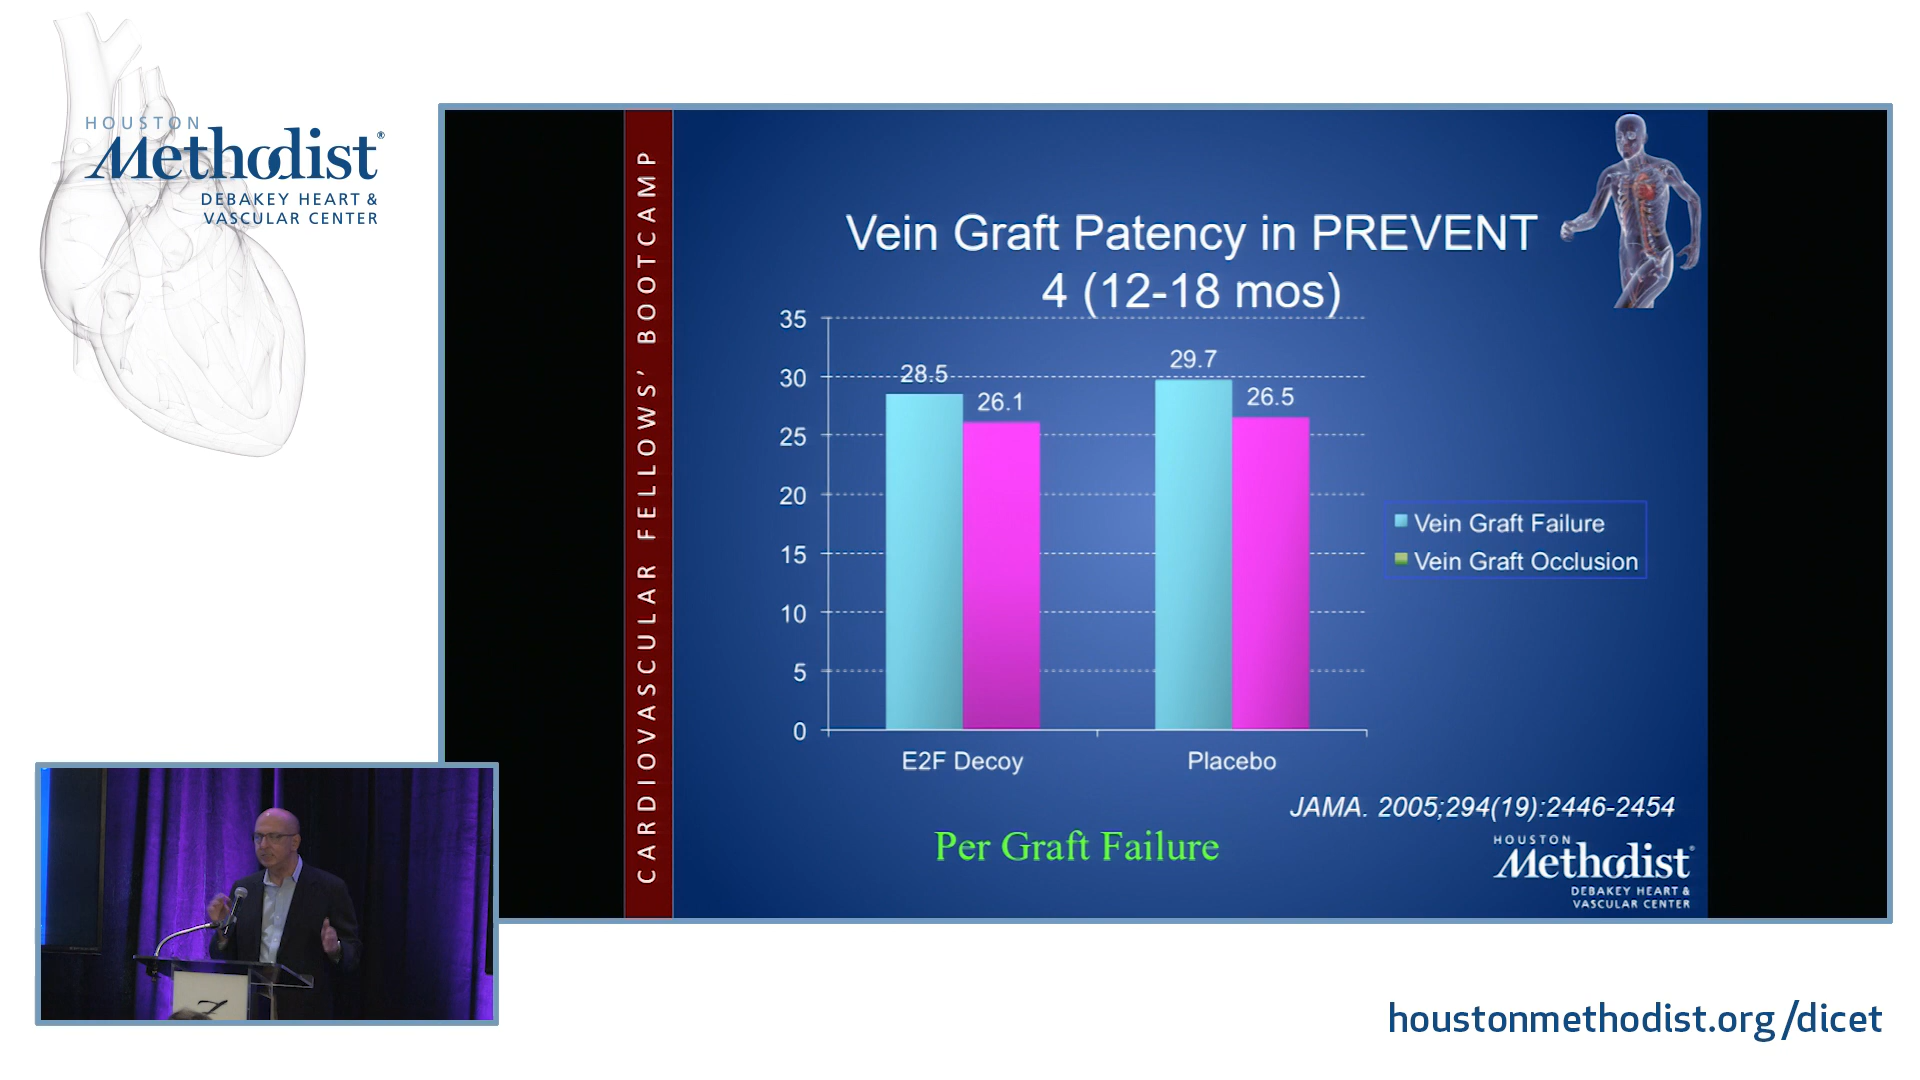 HOUSTON
Methodist®
DEBAKEY HEART &
VASCULAR CENTER
CARDIOVASCULAR FELLOWS' BOOTCAMP
Vein Graft Patency in PREVENT
4 (12-18 mos)
35
30
25
20
15
10
5
0
28.5
26.1
29.7
26.5
E2F Decoy
Placebo
Vein Graft Failure
Vein Graft Occlusion
JAMA. 2005;294(19):2446-2454
Per Graft Failure
HOUSTON
Methodist®
DEBAKEY HEART &
VASCULAR CENTER
houstonmethodist.org/dicet